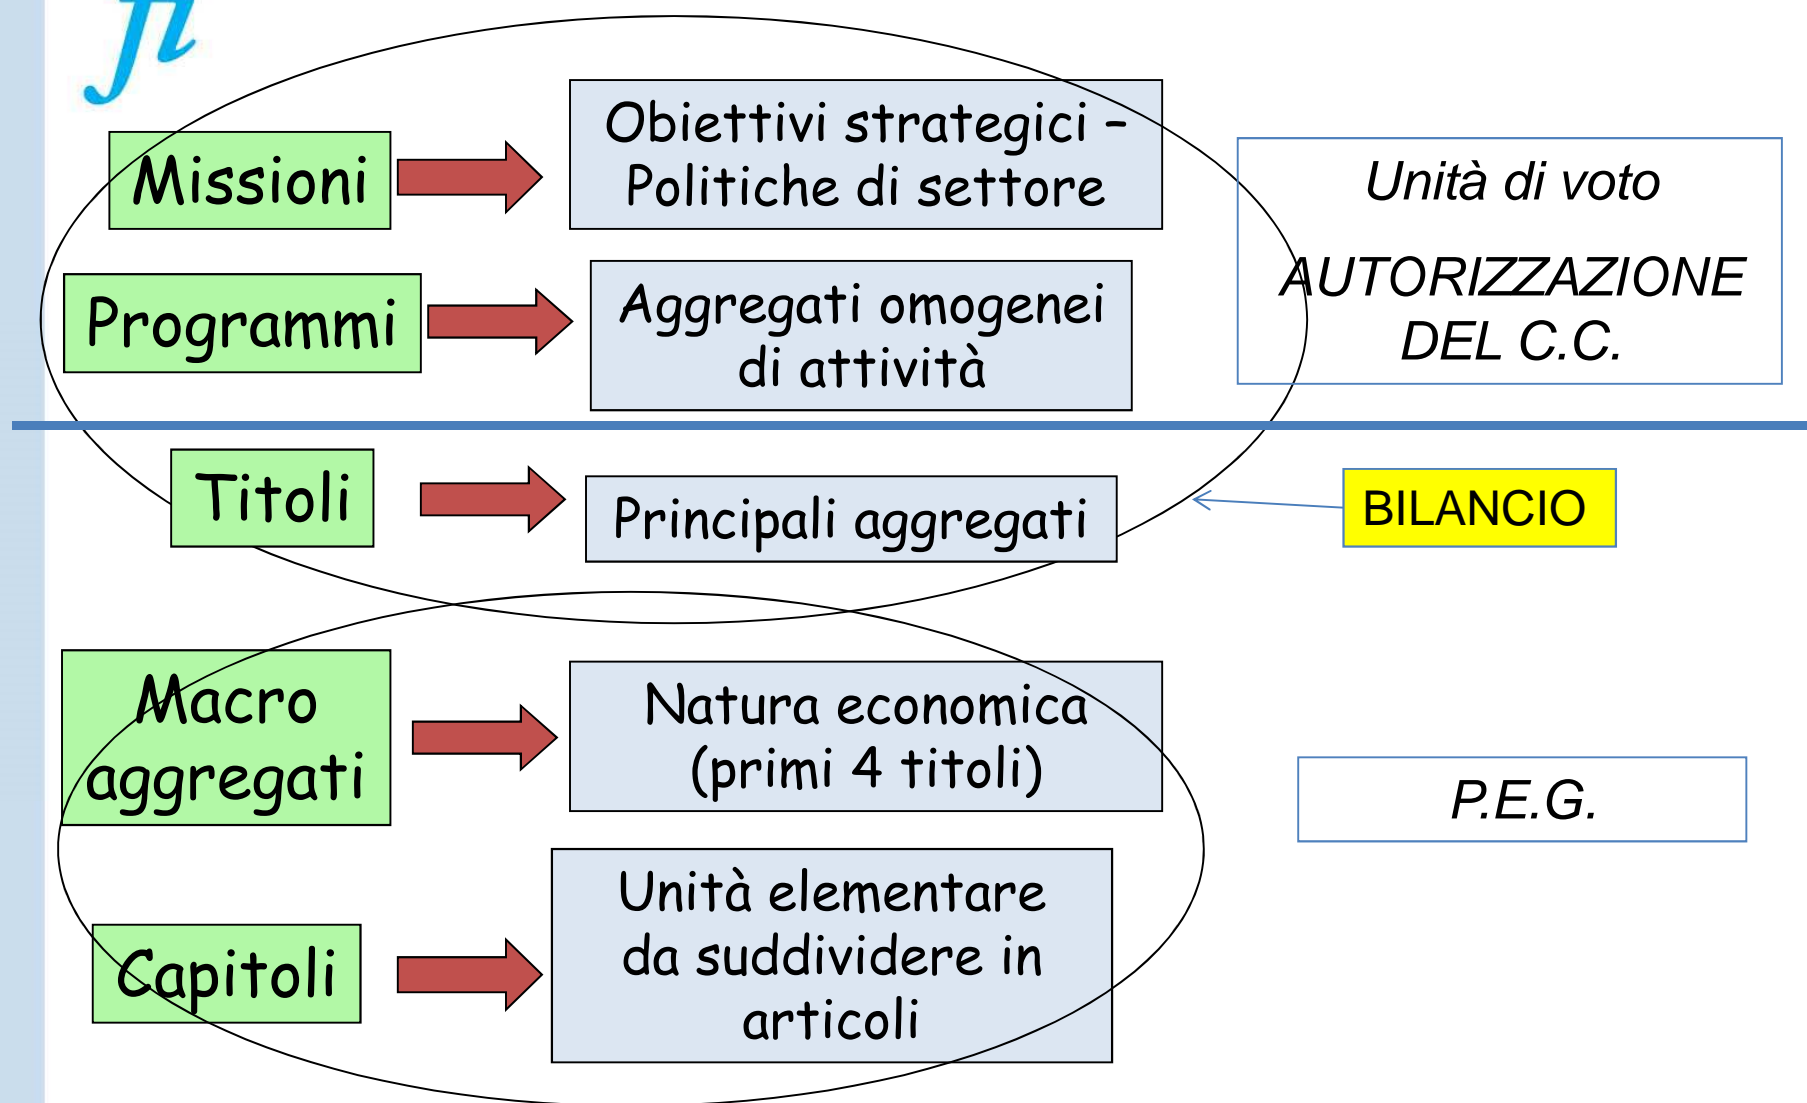 fi
Missioni
Obiettivi strategici –
Politiche di settore
Unità di voto
AUTORIZZAZIONE
DEL C.C.
Programmi
Aggregati omogenei
di attività
Titoli
Principali aggregati
BILANCIO
Macro
aggregati
Natura economica
(primi 4 titoli)
P.E.G.
Capitoli
Unità elementare
da suddividere in
articoli